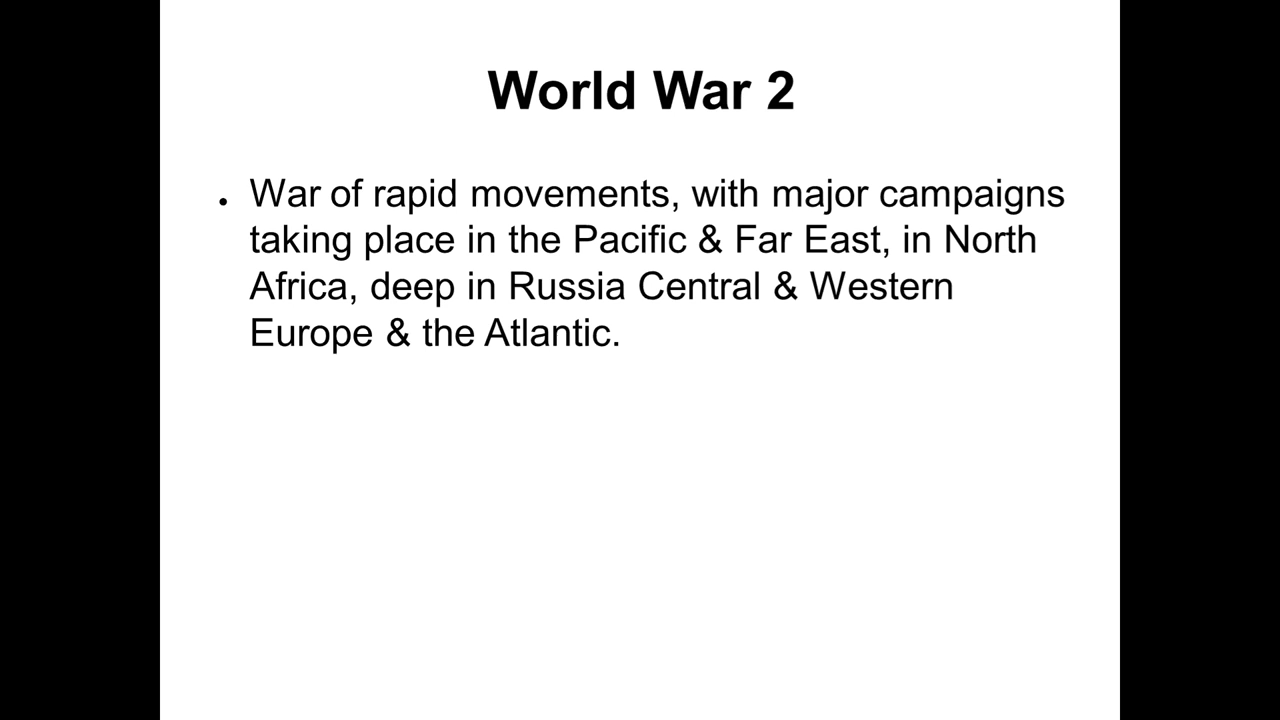 World War 2
• War of rapid movements, with major campaigns
taking place in the Pacific & Far East, in North
Africa, deep in Russia Central & Western
Europe & the Atlantic.